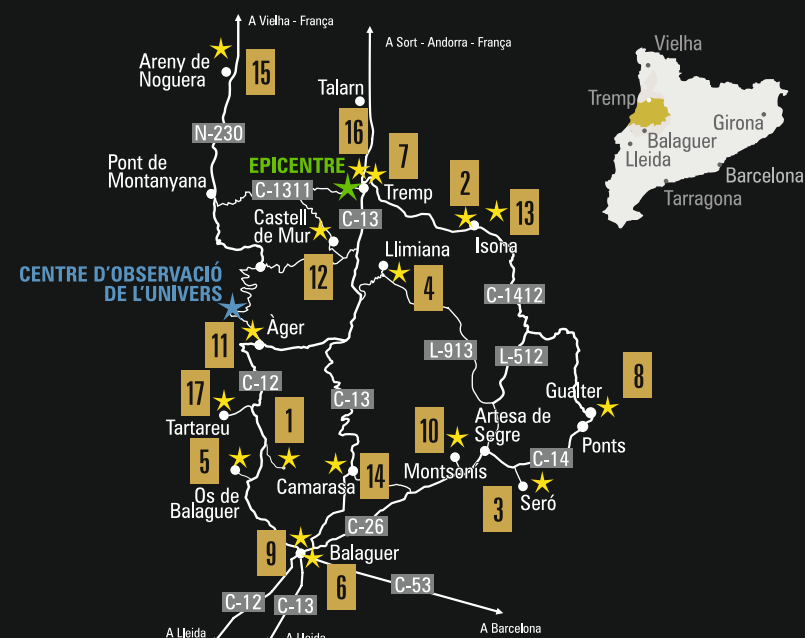 A Vielha - França
A Sort - Andorra - França
Areny de
Noguera
15
Talarn
N-230
16
7
EPICENTRE
Pont de
Montanyana
C-1311
Tremp
2
13
Castell
de Mur
C-13
Isona
Llimiana
12
4
CENTRE D'OBSERVACIÓ
DE L'UNIVERS
C-1412
11
Àger
L-913
L-512
17
C-12
C-13
8
Gualter
Tartareu
1
10
Artesa de
Segre
Ponts
5
Camarasa
14
Montsonís
C-14
Os de
Balaguer
3
Seró
C-26
9
Balaguer
6
C-53
C-12
C-13
A Lleida
A Lleida
A Barcelona
Vielha
Tremp
Girona
Balaguer
Lleida
Barcelona
Tarragona